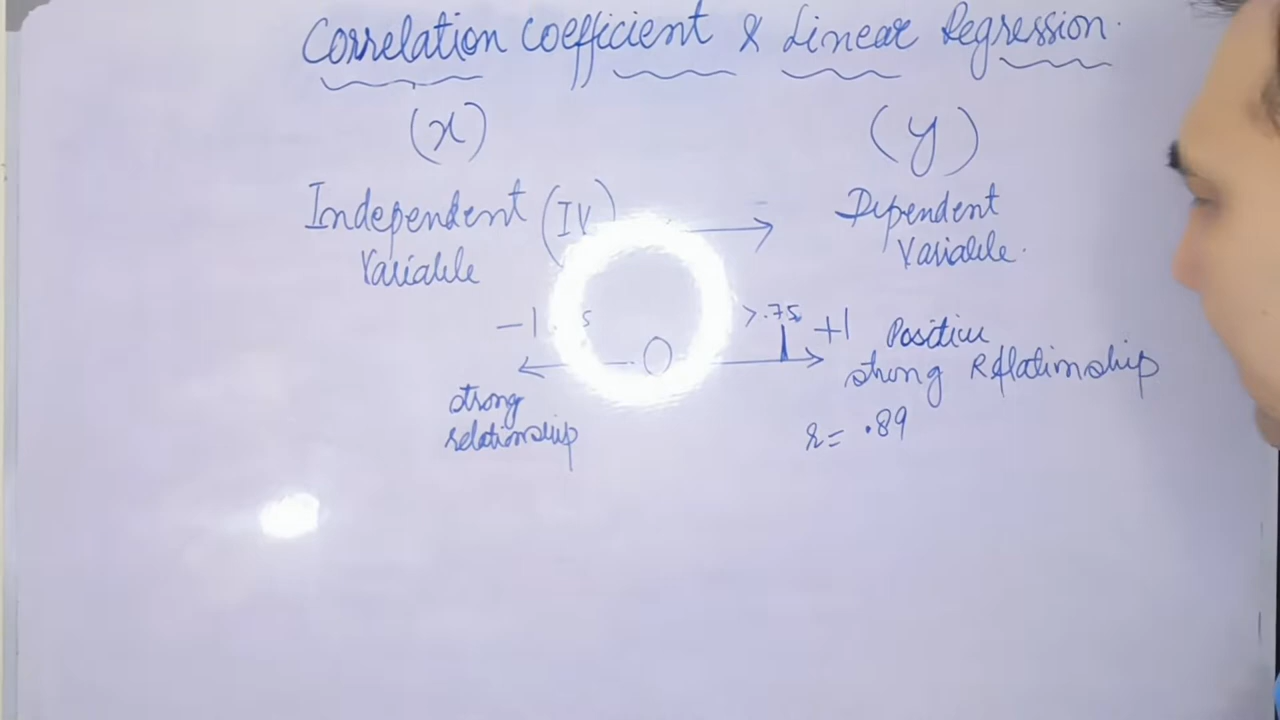 Correlation Coefficient & Linear Regression.
(x) (y)
Independent (IV) → Dependent
Variable Variable.
-1 >.75 +1 Positive
0 strong Relationship
strong
relationship r = .89